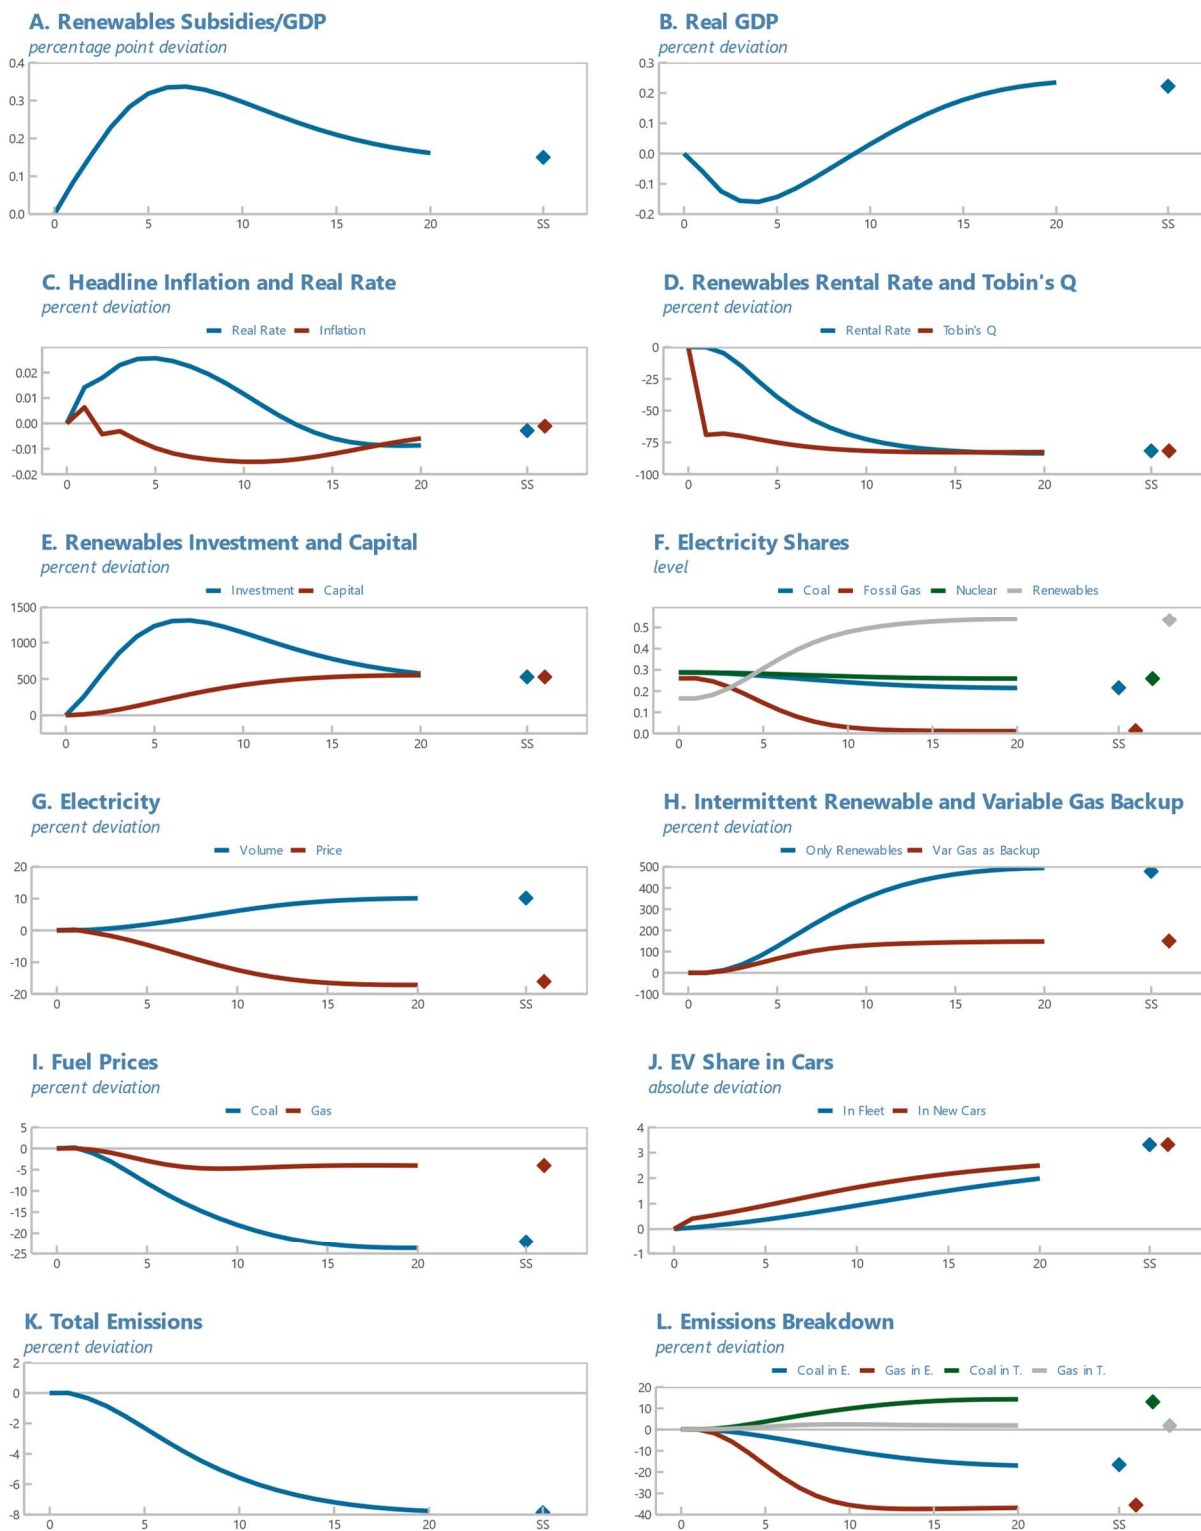 A. Renewables Subsidies/GDP
percentage point deviation
0.4
0.3
0.2
0.1
0.0
0 5 10 15 20 SS
B. Real GDP
percent deviation
0.3
0.2
0.1
0.0
-0.1
-0.2
0 5 10 15 20 SS
C. Headline Inflation and Real Rate
percent deviation
Real Rate Inflation
0.02
0.01
0.00
-0.01
-0.02
0 5 10 15 20 SS
D. Renewables Rental Rate and Tobin's Q
percent deviation
Rental Rate Tobin's Q
0
-25
-50
-75
-100
0 5 10 15 20 SS
E. Renewables Investment and Capital
percent deviation
Investment Capital
1500
1000
500
0
0 5 10 15 20 SS
F. Electricity Shares
level
Coal Fossil Gas Nuclear Renewables
0.5
0.4
0.3
0.2
0.1
0.0
0 5 10 15 20 SS
G. Electricity
percent deviation
Volume Price
20
10
0
-10
-20
0 5 10 15 20 SS
H. Intermittent Renewable and Variable Gas Backup
percent deviation
Only Renewables Var Gas as Backup
500
400
300
200
100
0
-100
0 5 10 15 20 SS
I. Fuel Prices
percent deviation
Coal Gas
5
0
-5
-10
-15
-20
-25
0 5 10 15 20 SS
J. EV Share in Cars
absolute deviation
In Fleet In New Cars
4
3
2
1
0
-1
0 5 10 15 20 SS
K. Total Emissions
percent deviation
2
0
-2
-4
-6
-8
0 5 10 15 20 SS
L. Emissions Breakdown
percent deviation
Coal in E. Gas in E. Coal in T. Gas in T.
20
10
0
-10
-20
-30
-40
0 5 10 15 20 SS